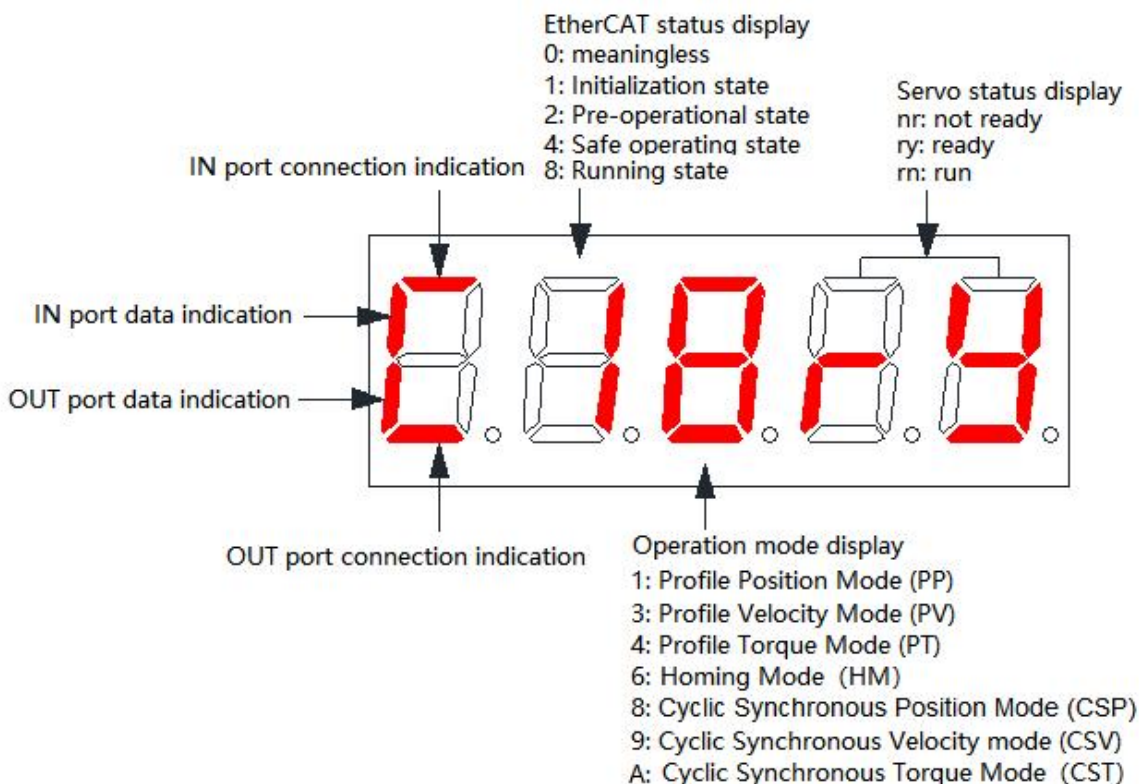 EtherCAT status display
0: meaningless
1: Initialization state
2: Pre-operational state
4: Safe operating state
8: Running state
Servo status display
nr: not ready
ry: ready
rn: run
IN port connection indication
IN port data indication
OUT port data indication
18ry
OUT port connection indication
Operation mode display
1: Profile Position Mode (PP)
3: Profile Velocity Mode (PV)
4: Profile Torque Mode (PT)
6: Homing Mode（HM）
8: Cyclic Synchronous Position Mode (CSP)
9: Cyclic Synchronous Velocity mode (CSV)
A: Cyclic Synchronous Torque Mode (CST)